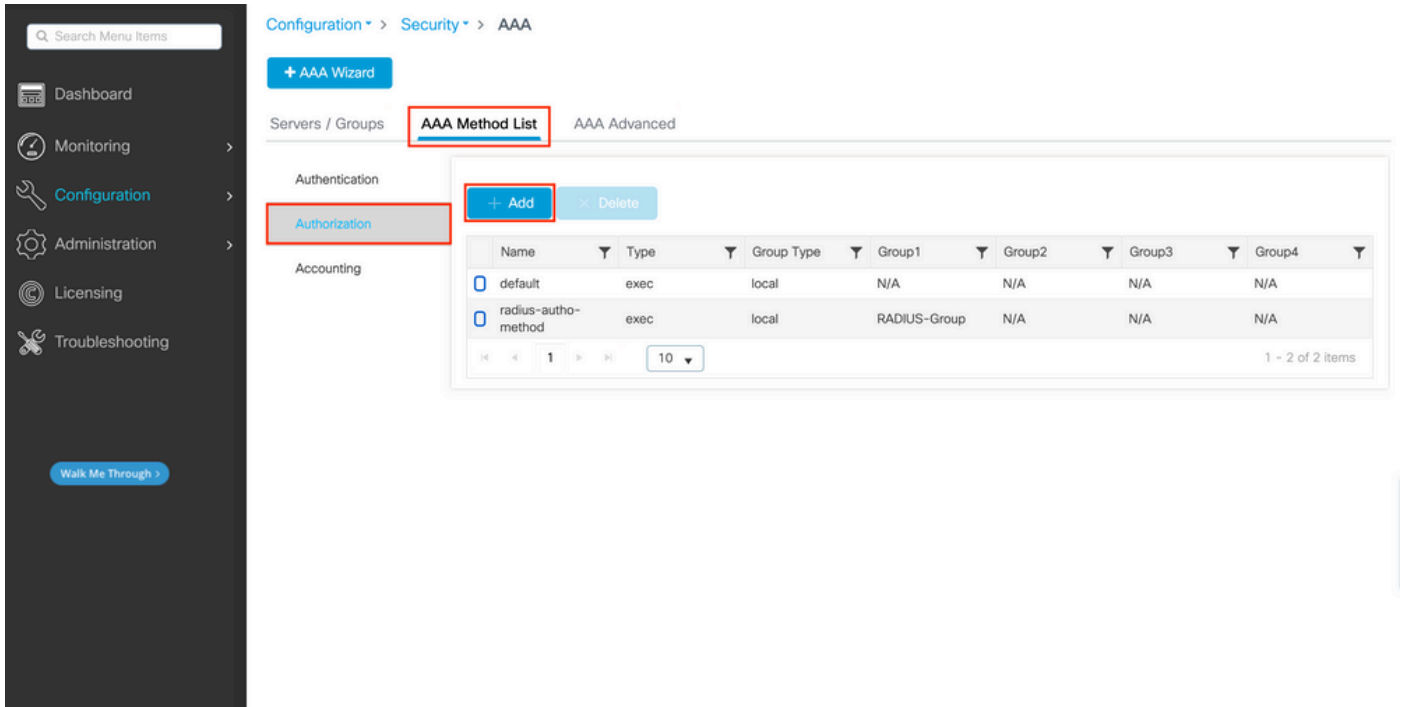 Search Menu Items
Dashboard
Monitoring
Configuration
Administration
Licensing
Troubleshooting
Walk Me Through >
Configuration > Security > AAA
+ AAA Wizard
Servers / Groups AAA Method List AAA Advanced
Authentication
Authorization
Accounting
+ Add × Delete
Name Type Group Type Group1 Group2 Group3 Group4
default exec local N/A N/A N/A N/A
radius-autho-
method exec local RADIUS-Group N/A N/A N/A
1 10 1 - 2 of 2 items